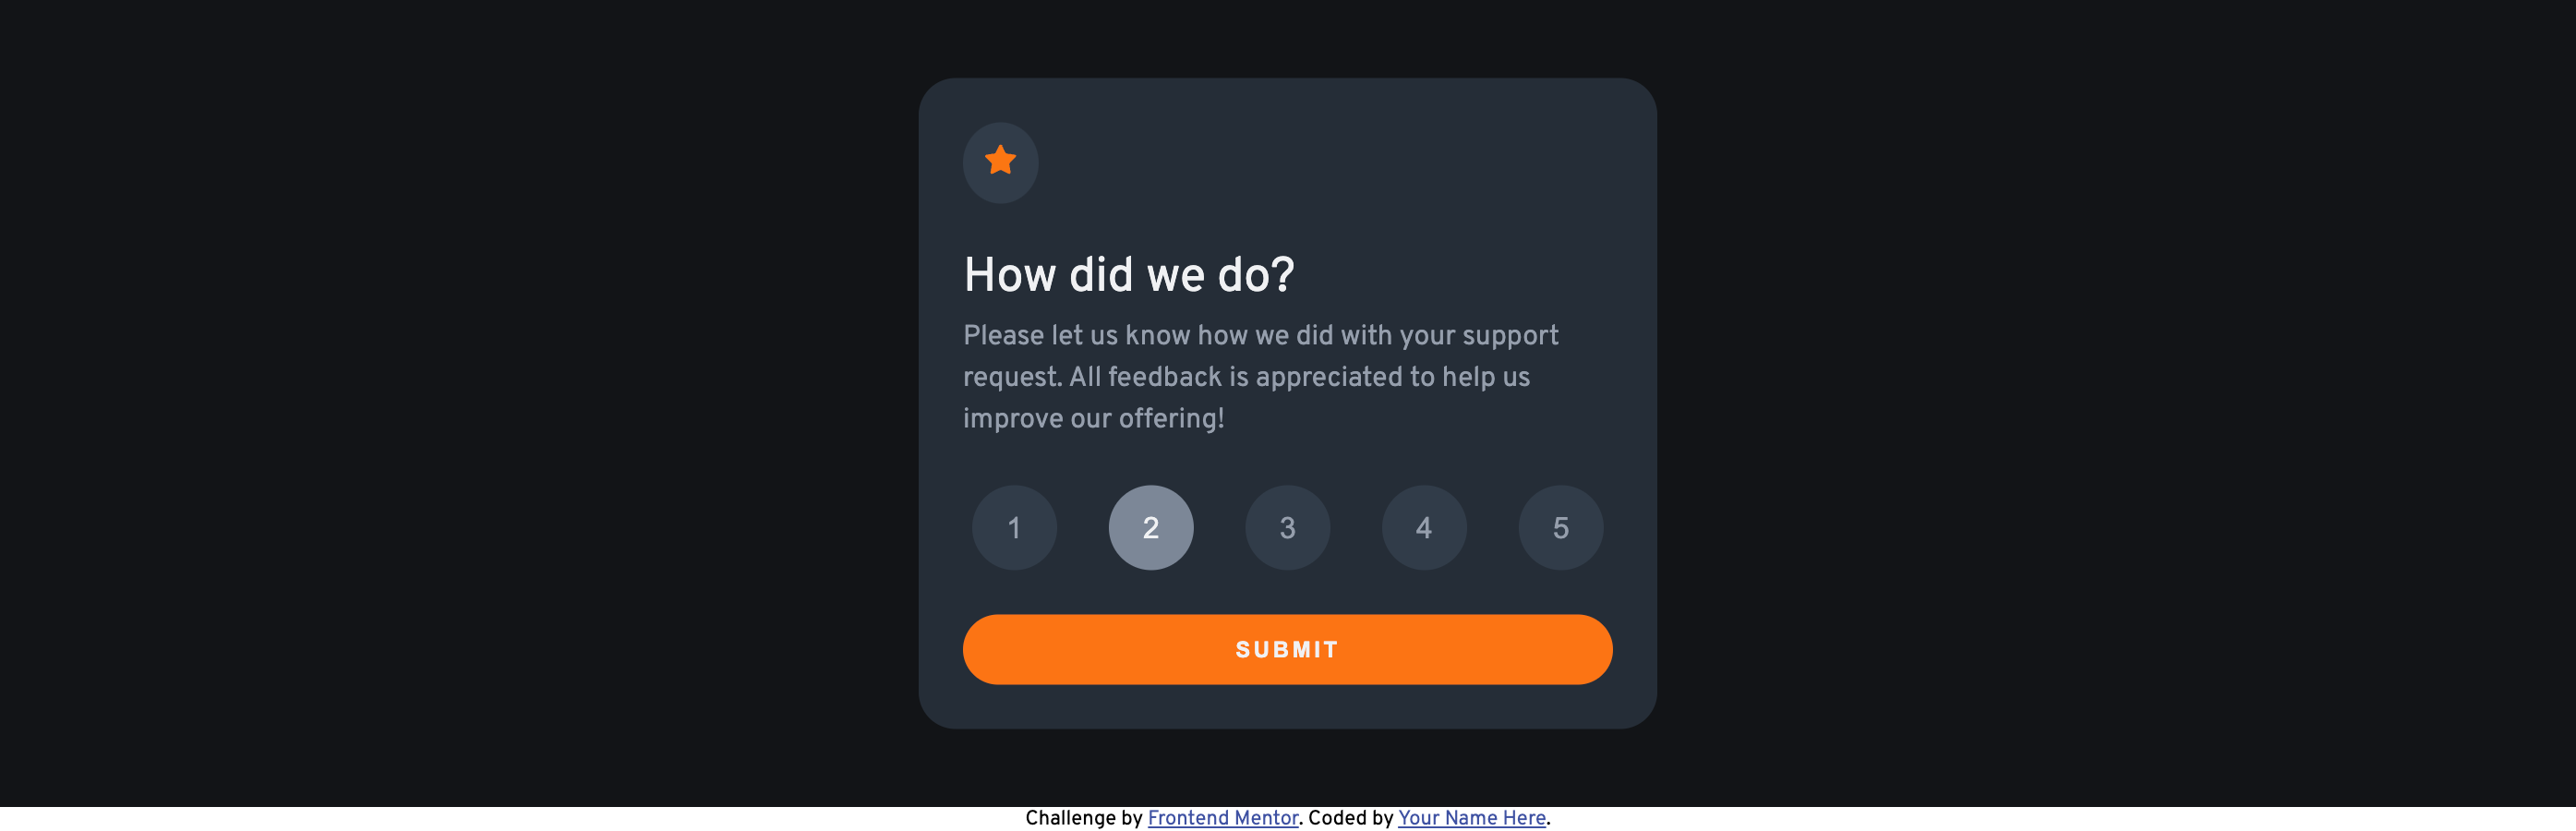 How did we do?
Please let us know how we did with your support
request. All feedback is appreciated to help us
improve our offering!
1 2 3 4 5
SUBMIT
Challenge by Frontend Mentor. Coded by Your Name Here.